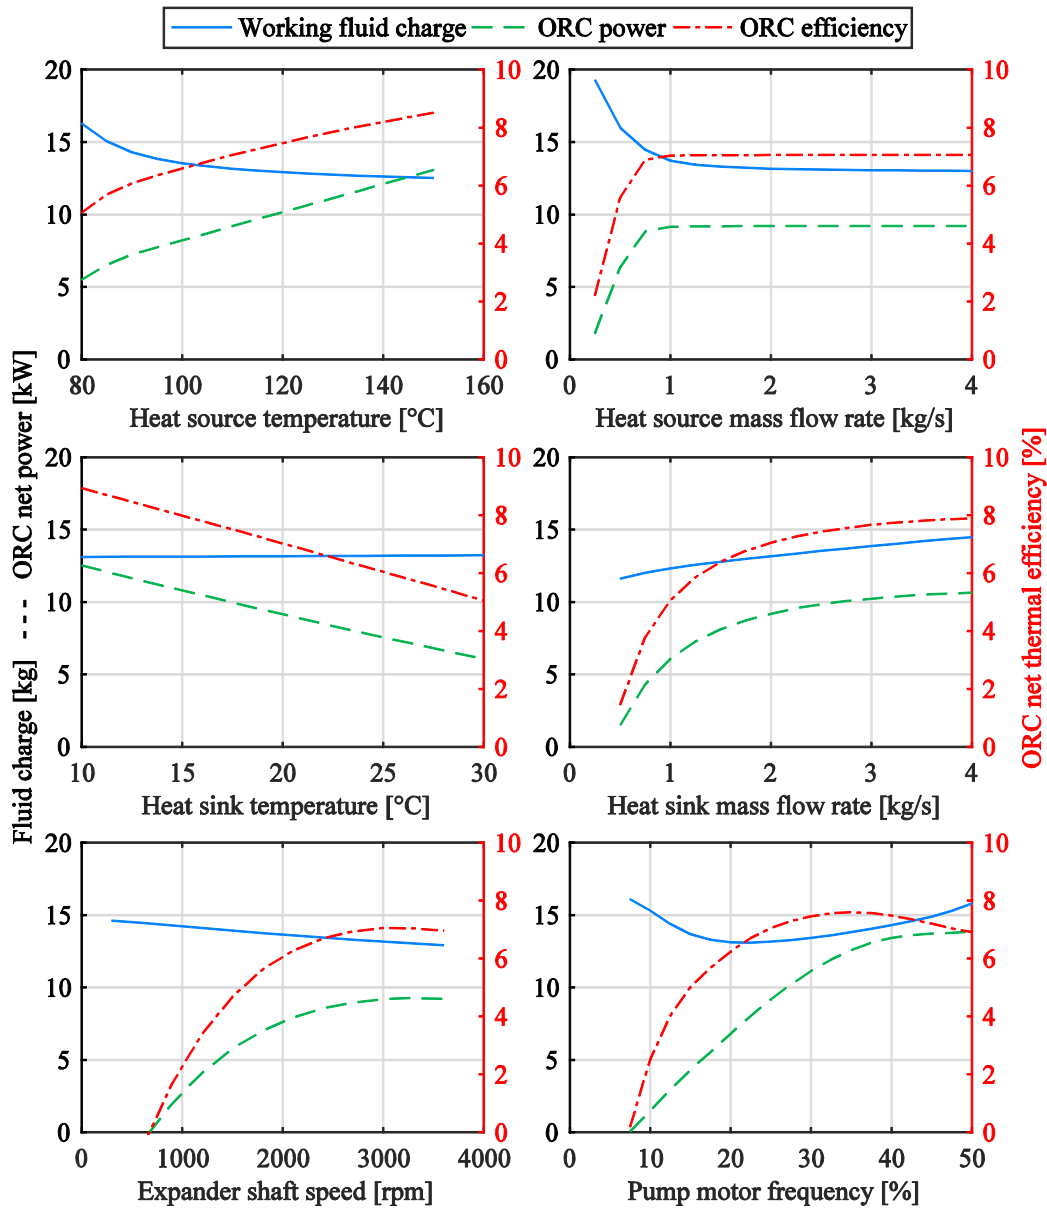 Working fluid charge ORC power ORC efficiency
20 10 20 10
15 8 15 8
10 6 10 6
5 4 5 4
2 2
0 0 0 0
80 100 120 140 160 0 1 2 3 4
Heat source temperature [°C] Heat source mass flow rate [kg/s]
Fluid charge [kg] --- ORC net power [kW]
ORC net thermal efficiency [%]
20 10 20 10
15 8 15 8
10 6 10 6
5 4 5 4
2 2
0 0 0 0
10 15 20 25 30 0 1 2 3 4
Heat sink temperature [°C] Heat sink mass flow rate [kg/s]
20 10 20 10
15 8 15 8
10 6 10 6
5 4 5 4
2 2
0 0 0 0
0 1000 2000 3000 4000 0 10 20 30 40 50
Expander shaft speed [rpm] Pump motor frequency [%]